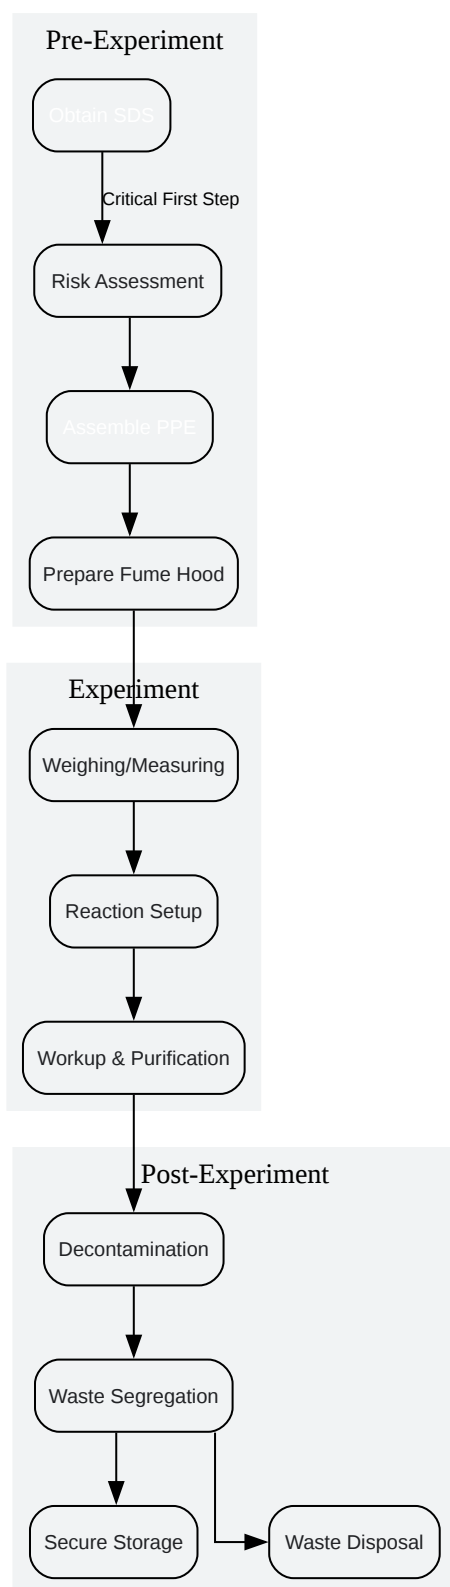 Pre-Experiment
Obtain SDS
Critical First Step
Risk Assessment
Assemble PPE
Prepare Fume Hood
Experiment
Weighing/Measuring
Reaction Setup
Workup & Purification
Post-Experiment
Decontamination
Waste Segregation
Secure Storage
Waste Disposal